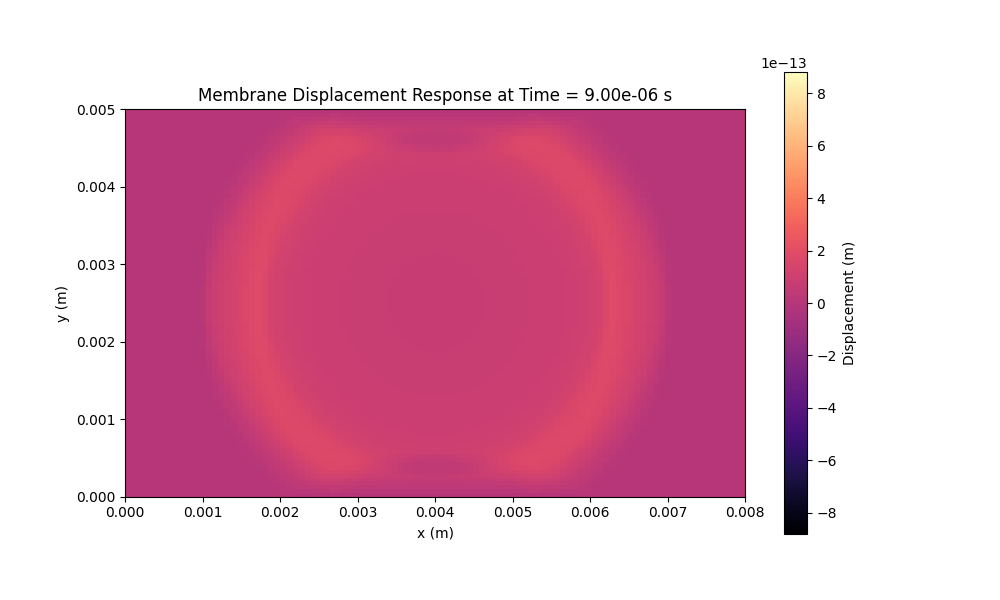 1e−13
Membrane Displacement Response at Time = 9.00e-06 s
0.005
0.004
0.003
0.002
0.001
0.000
y (m)
0.000 0.001 0.002 0.003 0.004 0.005 0.006 0.007 0.008
x (m)
8
6
4
2
0
−2
−4
−6
−8
Displacement (m)